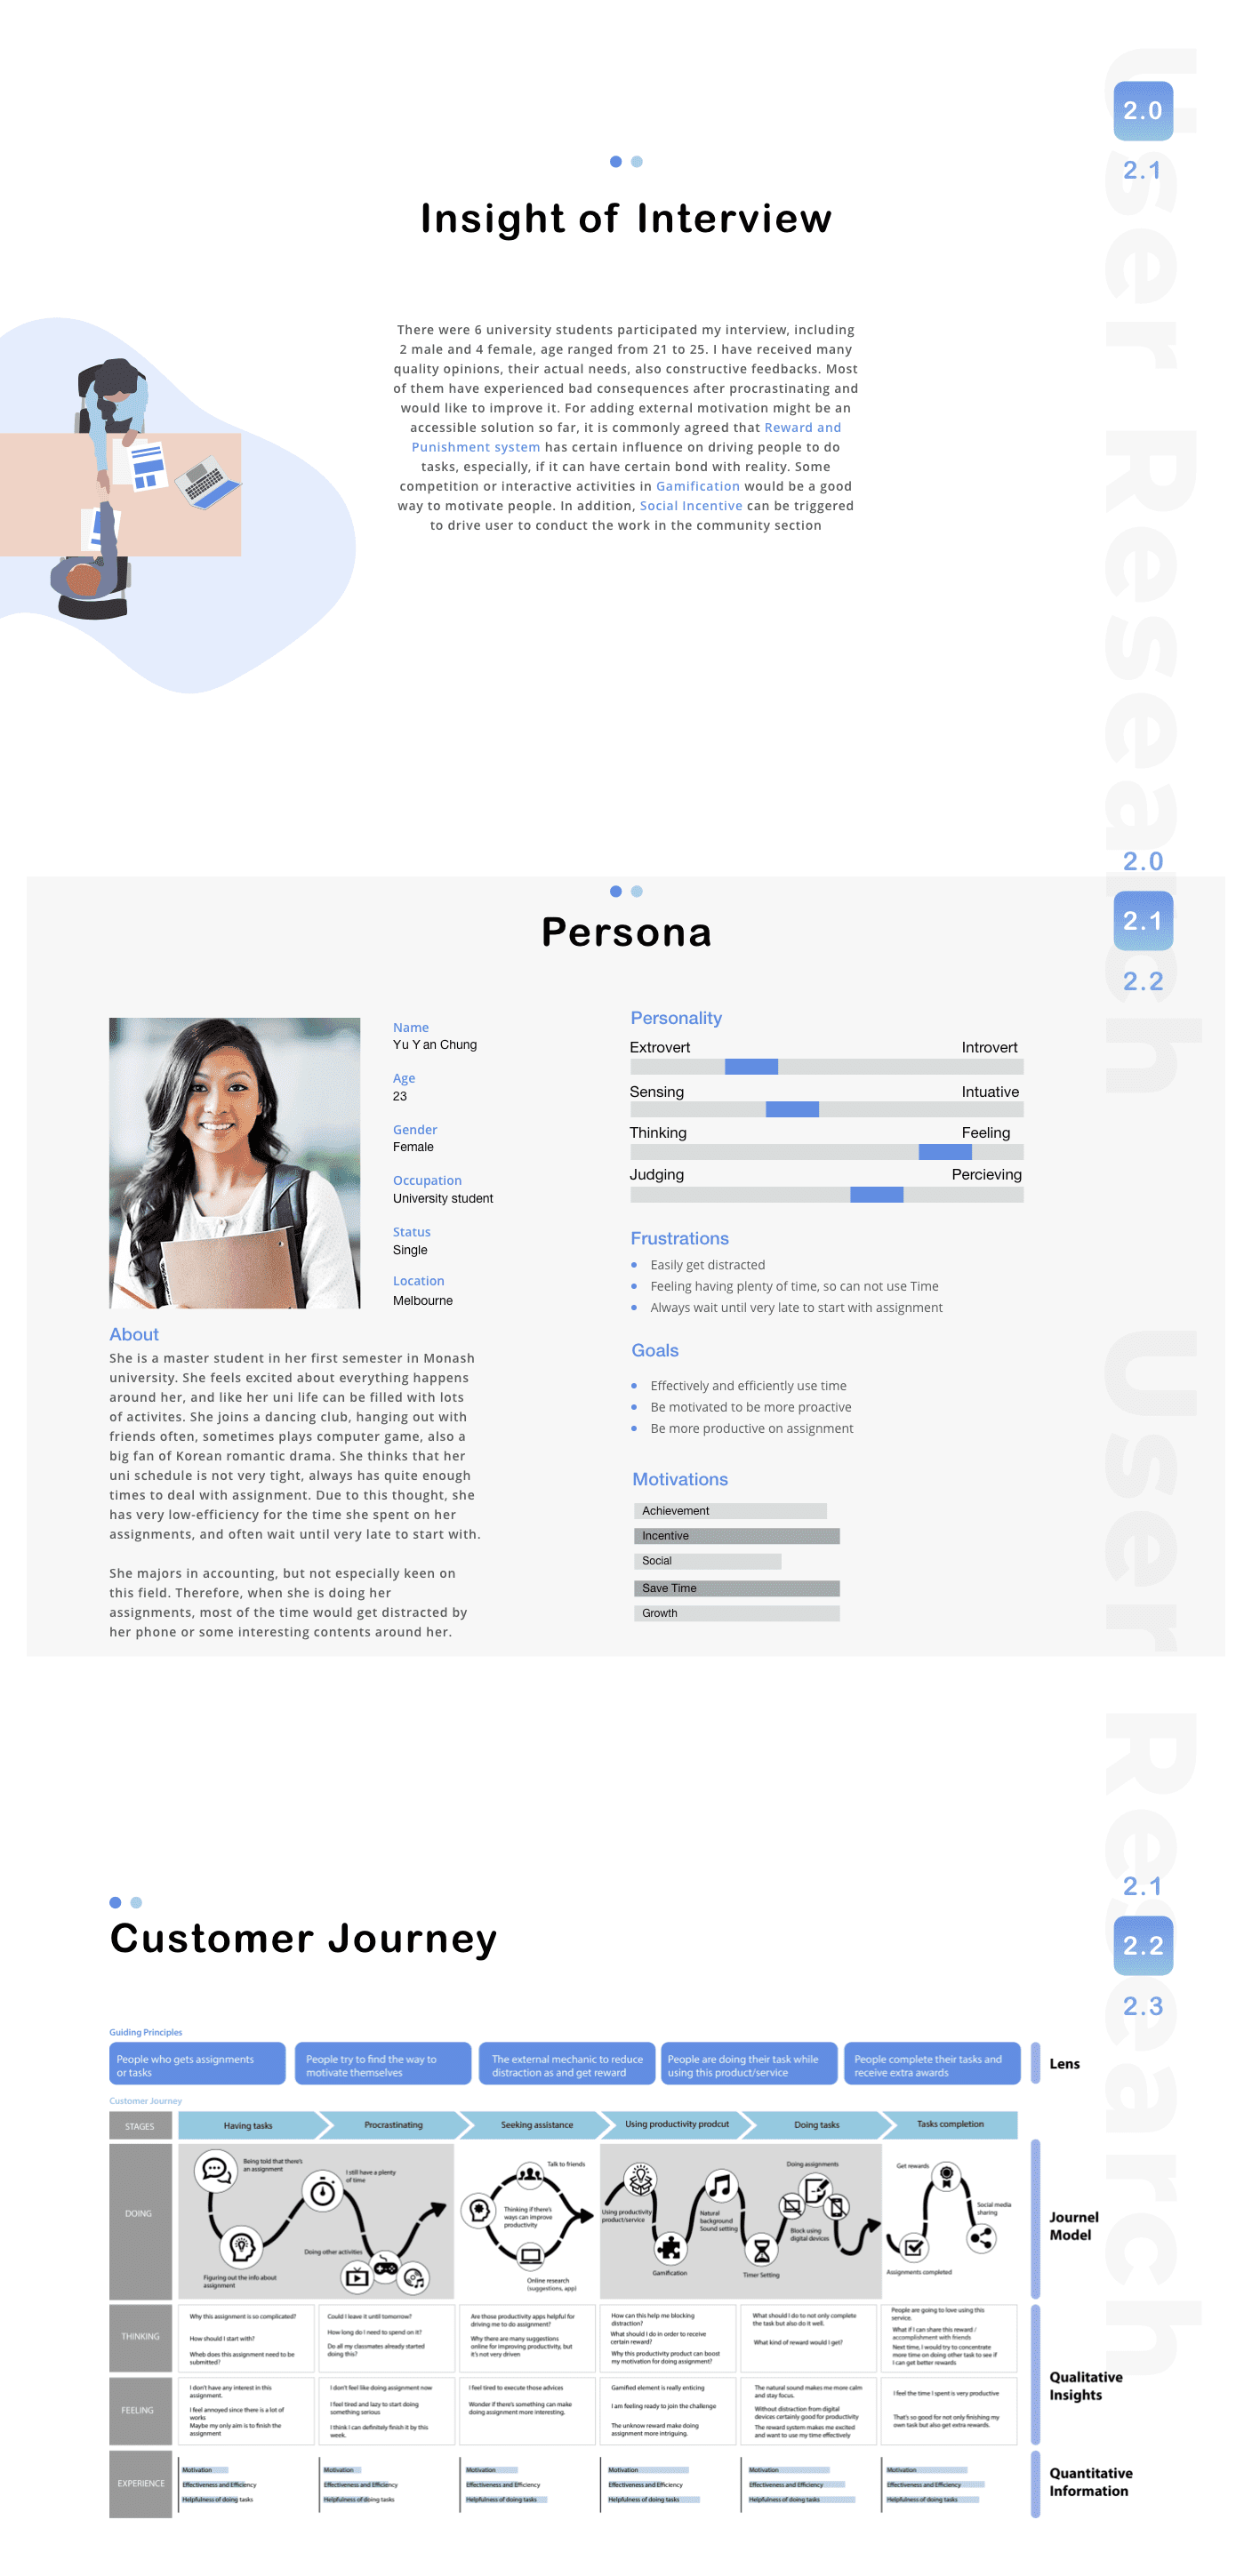 2.0
2.1
User Research
Insight of Interview
There were 6 university students participated my interview, including
2 male and 4 female, age ranged from 21 to 25. I have received many
quality opinions, their actual needs, also constructive feedbacks. Most
of them have experienced bad consequences after procrastinating and
would like to improve it. For adding external motivation might be an
accessible solution so far, it is commonly agreed that Reward and
Punishment system has certain influence on driving people to do
tasks, especially, if it can have certain bond with reality. Some
competition or interactive activities in Gamification would be a good
way to motivate people. In addition, Social Incentive can be triggered
to drive user to conduct the work in the community section
2.0
2.1
2.2
Persona
Name
Yu Yan Chung
Age
23
Gender
Female
Occupation
University student
Status
Single
Location
Melbourne
About
She is a master student in her first semester in Monash
university. She feels excited about everything happens
around her, and like her uni life can be filled with lots
of activites. She joins a dancing club, hanging out with
friends often, sometimes plays computer game, also a
big fan of Korean romantic drama. She thinks that her
uni schedule is not very tight, always has quite enough
times to deal with assignment. Due to this thought, she
has very low-efficiency for the time she spent on her
assignments, and often wait until very late to start with.
She majors in accounting, but not especially keen on
this field. Therefore, when she is doing her
assignments, most of the time would get distracted by
her phone or some interesting contents around her.
Personality
Extrovert Introvert
Sensing Intuative
Thinking Feeling
Judging Percieving
Frustrations
Easily get distracted
Feeling having plenty of time, so can not use Time
Always wait until very late to start with assignment
Goals
Effectively and efficiently use time
Be motivated to be more proactive
Be more productive on assignment
Motivations
Achievement
Incentive
Social
Save Time
Growth
User Research
2.1
2.2
2.3
Customer Journey
Guiding Principles
People who gets assignments
or tasks
People try to find the way to
motivate themselves
The external mechanic to reduce
distraction as and get reward
People are doing their task while
using this product/service
People complete their tasks and
receive extra awards
Lens
Customer Journey
STAGES
Having tasks
Procrastinating
Seeking assistance
Using productivity prodcut
Doing tasks
Tasks completion
DOING
Being told that there's
an assignment
Figuring out the info about
assignment
I still have a plenty
of time
Doing other activities
Talk to friends
Thinking if there's
ways can improve
productivity
Online research
(suggestions, app)
Using productivity
product/service
Gamification
Natural
background
Sound setting
Timer Setting
Doing assignments
Block using
digital devices
Get rewards
Social media
sharing
Assignments completed
Journel
Model
THINKING
Why this assignment is so complicated?
How should I start with?
Wheb does this assignment need to be
submitted?
Could I leave it until tomorrow?
How long do I need to spend on it?
Do all my classmates already started
doing this?
Are those productivity apps helpful for
driving me to do assignment?
Why there are many suggestions
online for improving productivity, but
it's not very driven
How can this help me blocking
distraction?
What should I do in order to receive
certain reward?
Why this productivity product can boost
my motivation for doing assignment?
What should I do to not only complete
the task but also do it well.
What kind of reward would I get?
People are going to love using this
service.
What if I can share this reward /
accomplishment with friends
Next time, I would try to concentrate
more time on doing other task to see if
I can get better rewards
Qualitative
Insights
FEELING
I don't have any interest in this
assignment.
I feel annoyed since there is a lot of
works
Maybe my only aim is to finish the
assignment
I don't feel like doing assignment now
I feel tired and lazy to start doing
something serious
I think I can definitely finish it by this
week.
I feel tired to execute those advices
Wonder if there's something can make
doing assignment more interesting.
Gamified element is really enticing
I am feeling ready to join the challenge
The unknow reward make doing
assignment more intriguing.
The natural sound makes me more calm
and stay focus.
Without distraction from digital
devices certainly good for productivity
The reward system makes me excited
and want to use my time effectively
I feel the time I spent is very productive
That's so good for not only finishing my
own task but also get extra rewards.
EXPERIENCE
Motivation
Effectiveness and Efficiency
Helpfulness of doing tasks
Motivation
Effectiveness and Efficiency
Helpfulness of doing tasks
Motivation
Effectiveness and Efficiency
Helpfulness of doing tasks
Motivation
Effectiveness and Efficiency
Helpfulness of doing tasks
Motivation
Effectiveness and Efficiency
Helpfulness of doing tasks
Motivation
Effectiveness and Efficiency
Helpfulness of doing tasks
Quantitative
Information